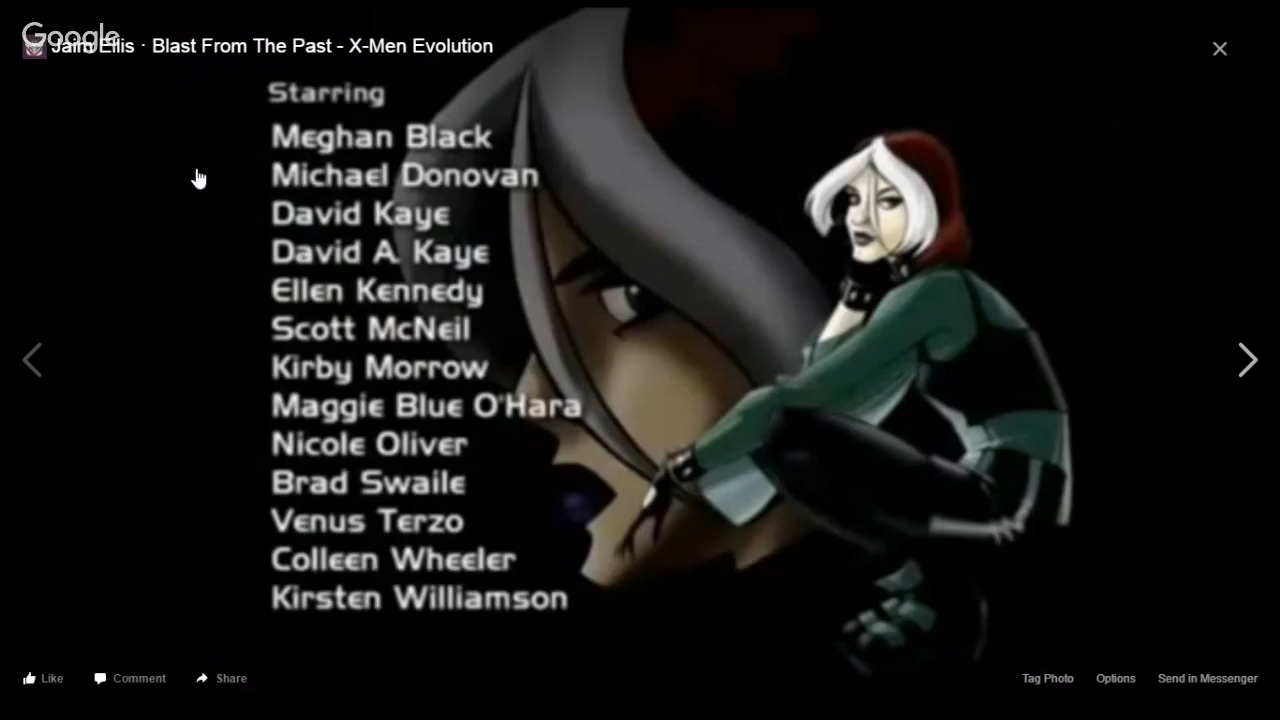 Google
Jaina Ellis · Blast From The Past - X-Men Evolution
Starring
Meghan Black
Michael Donovan
David Kaye
David A. Kaye
Ellen Kennedy
Scott McNeil
Kirby Morrow
Maggie Blue O'Hara
Nicole Oliver
Brad Swaile
Venus Terzo
Colleen Wheeler
Kirsten Williamson
Like Comment Share Tag Photo Options Send in Messenger